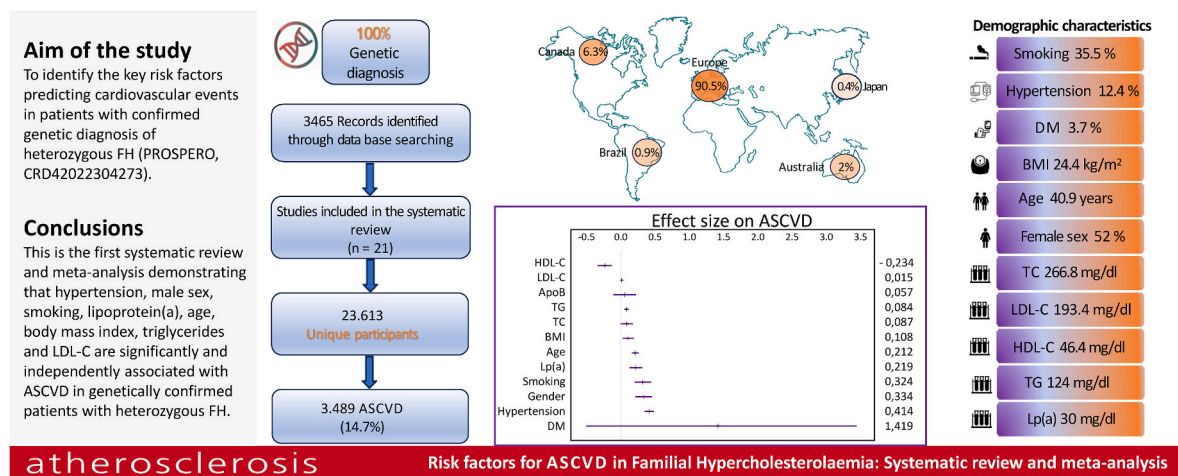 Aim of the study
To identify the key risk factors
predicting cardiovascular events
in patients with confirmed
genetic diagnosis of
heterozygous FH (PROSPERO,
CRD42022304273).
Conclusions
This is the first systematic review
and meta-analysis demonstrating
that hypertension, male sex,
smoking, lipoprotein(a), age,
body mass index, triglycerides
and LDL-C are significantly and
independently associated with
ASCVD in genetically confirmed
patients with heterozygous FH.
100%
Genetic
diagnosis
3465 Records identified
through data base searching
Studies included in the systematic
review
(n = 21)
23.613
Unique participants
3.489 ASCVD
(14.7%)
Canada 6.3%
Europe
90.5%
0.4% Japan
Brazil 0.9%
Australia 2%
Effect size on ASCVD
-0.5 0.0 0.5 1.0 1.5 2.0 2.5 3.0 3.5
HDL-C - 0,234
LDL-C 0,015
ApoB 0,057
TG 0,084
TC 0,087
BMI 0,108
Age 0,212
Lp(a) 0,219
Smoking 0,324
Gender 0,334
Hypertension 0,414
DM 1,419
Demographic characteristics
Smoking 35.5 %
Hypertension 12.4 %
DM 3.7 %
BMI 24.4 kg/m²
Age 40.9 years
Female sex 52 %
TC 266.8 mg/dl
LDL-C 193.4 mg/dl
HDL-C 46.4 mg/dl
TG 124 mg/dl
Lp(a) 30 mg/dl
atherosclerosis
Risk factors for ASCVD in Familial Hypercholesterolaemia: Systematic review and meta-analysis